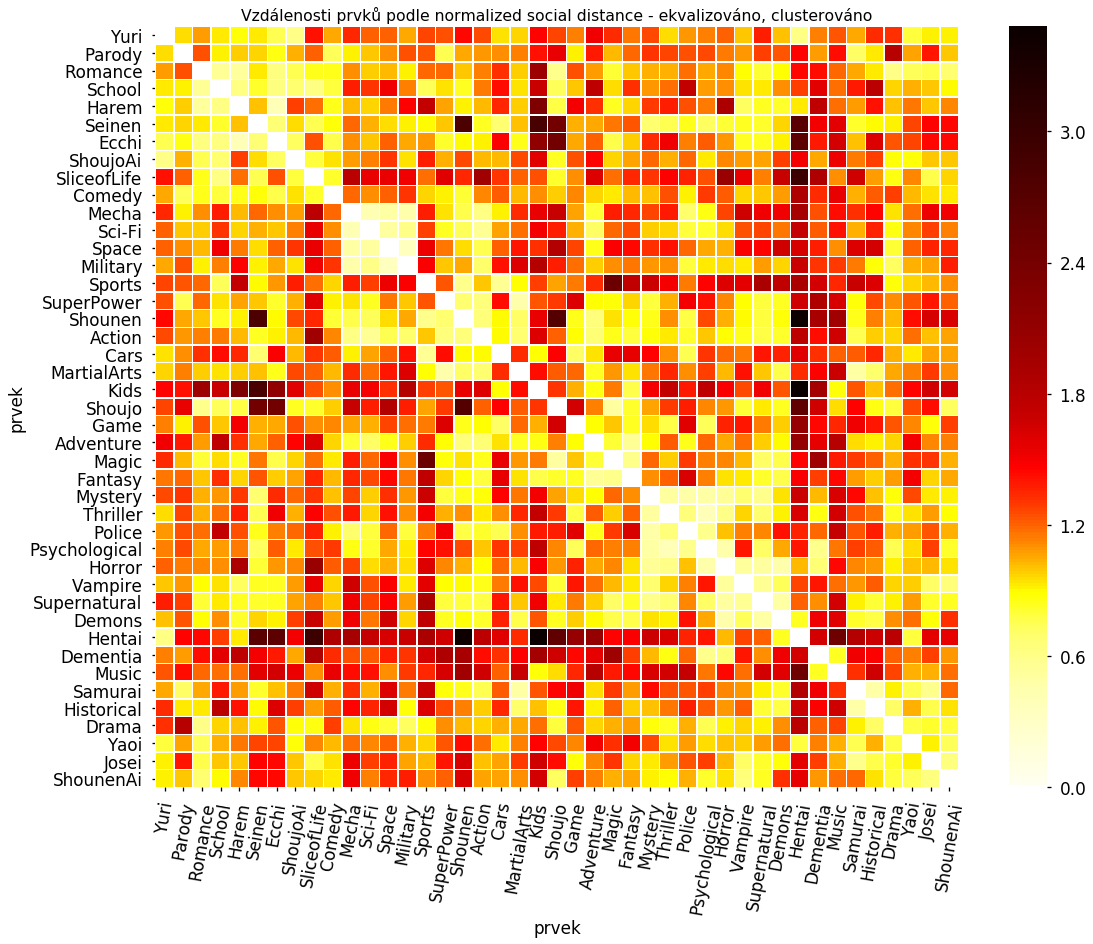 Vzdálenosti prvků podle normalized social distance - ekvalizováno, clusterováno
prvek
Yuri
Parody
Romance
School
Harem
Seinen
Ecchi
ShoujoAi
SliceofLife
Comedy
Mecha
Sci-Fi
Space
Military
Sports
SuperPower
Shounen
Action
Cars
MartialArts
Kids
Shoujo
Game
Adventure
Magic
Fantasy
Mystery
Thriller
Police
Psychological
Horror
Vampire
Supernatural
Demons
Hentai
Dementia
Music
Samurai
Historical
Drama
Yaoi
Josei
ShounenAi
Yuri
Parody
Romance
School
Harem
Seinen
Ecchi
ShoujoAi
SliceofLife
Comedy
Mecha
Sci-Fi
Space
Military
Sports
SuperPower
Shounen
Action
Cars
MartialArts
Kids
Shoujo
Game
Adventure
Magic
Fantasy
Mystery
Thriller
Police
Psychological
Horror
Vampire
Supernatural
Demons
Hentai
Dementia
Music
Samurai
Historical
Drama
Yaoi
Josei
ShounenAi
prvek
3.0
2.4
1.8
1.2
0.6
0.0